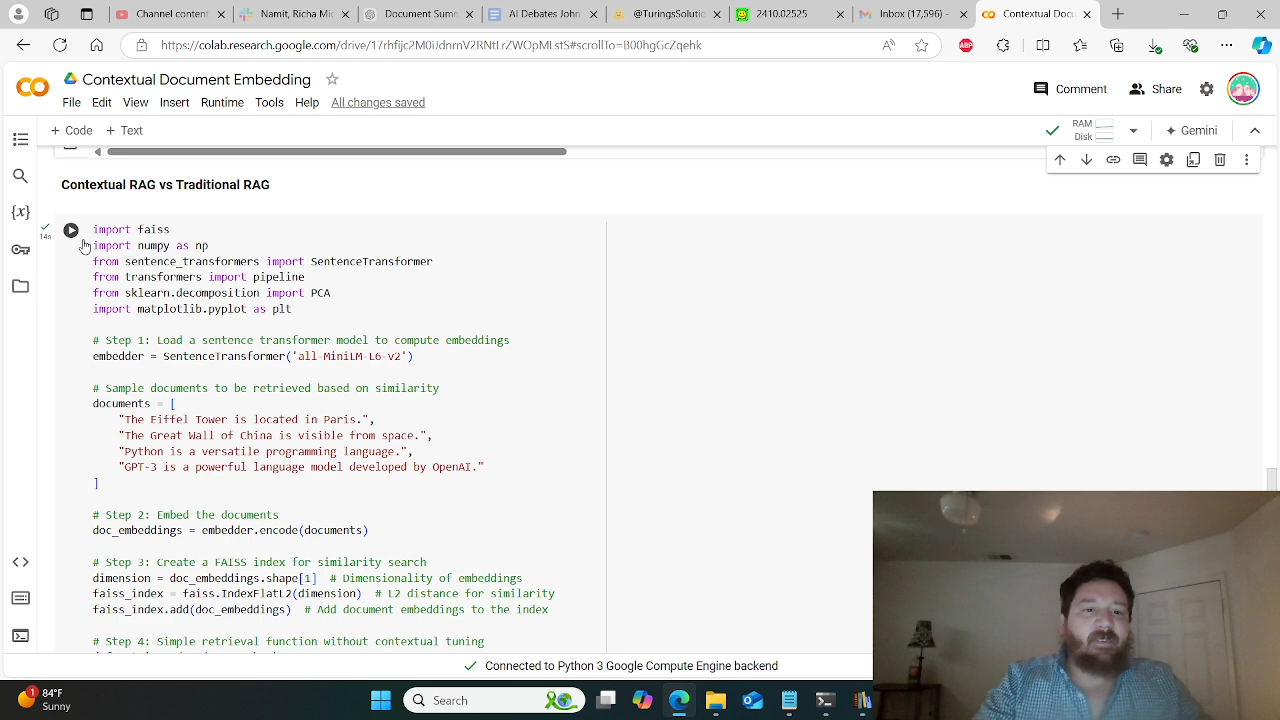 Chatting content
Namit, Richa Mi
Document Sum
AI Debates John
@TuringsSolutio
2410.02525
Inbox (17,
Contextual Docu
https://colab.research.google.com/drive/
ABP
Contextual Document Embedding
File Edit View Insert Runtime Tools Help All changes saved
Comment Share
+ Code + Text
RAM
Disk
Gemini
Contextual RAG vs Traditional RAG
14s
import faiss
import numpy as np
from sentence_transformers import SentenceTransformer
from transformers import pipeline
from sklearn.decomposition import PCA
import matplotlib.pyplot as plt
# Step 1: Load a sentence transformer model to compute embeddings
embedder = SentenceTransformer('all-MiniLM-L6-v2')
# Sample documents to be retrieved based on similarity
documents = [
"The Eiffel Tower is located in Paris.",
"The Great Wall of China is visible from space.",
"Python is a versatile programming language.",
"GPT-3 is a powerful language model developed by OpenAI."
]
# Step 2: Embed the documents
doc_embeddings = embedder.encode(documents)
# Step 3: Create a FAISS index for similarity search
dimension = doc_embeddings.shape[1] # Dimensionality of embeddings
faiss_index = faiss.IndexFlatL2(dimension) # L2 distance for similarity
faiss_index.add(doc_embeddings) # Add document embeddings to the index
# Step 4: Simple retrieval function without contextual tuning
Connected to Python 3 Google Compute Engine backend
1
84°F
Sunny
Search